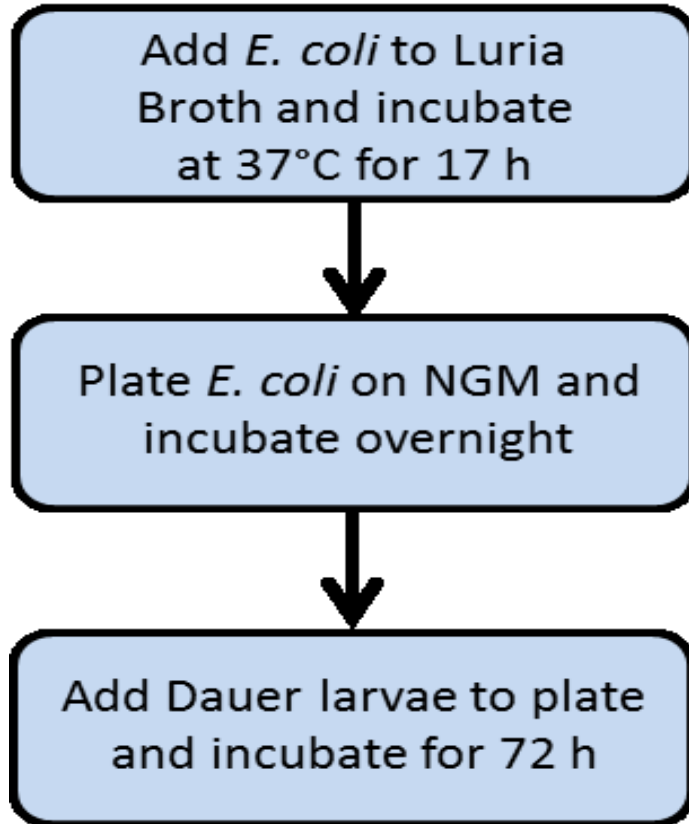 Add E. coli to Luria
Broth and incubate
at 37°C for 17 h
Plate E. coli on NGM and
incubate overnight
Add Dauer larvae to plate
and incubate for 72 h